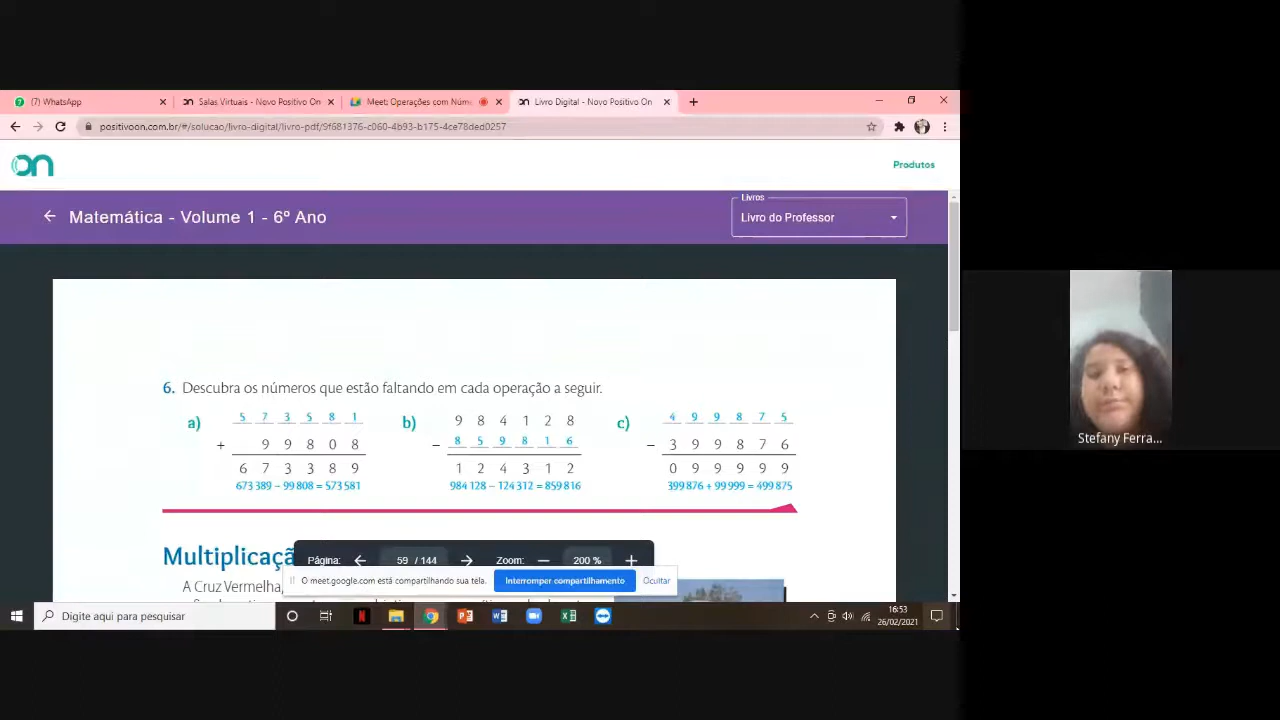 (7) WhatsApp
Salas Virtuais - Novo Positivo On
Meet: Operações com Núme
Livro Digital - Novo Positivo On
positivoon.com.br/#/solucao/livro-digital/livro-pdf/9f681376-c060-4b93-b175-4ce78ded0257
on
Produtos
Matemática - Volume 1 - 6º Ano
Livros
Livro do Professor
6. Descubra os números que estão faltando em cada operação a seguir.
a) 5 7 3 5 8 1
+ 9 9 8 0 8
6 7 3 3 8 9
673 389 – 99 808 = 573 581
b) 9 8 4 1 2 8
– 8 5 9 8 1 6
1 2 4 3 1 2
984 128 – 124 312 = 859 816
c) 4 9 9 8 7 5
– 3 9 9 8 7 6
0 9 9 9 9 9
399 876 + 99 999 = 499 875
Multiplicaçã
A Cruz Vermelha,
Página: 59 / 144 Zoom: 200 %
O meet.google.com está compartilhando sua tela.
Interromper compartilhamento
Ocultar
Digite aqui para pesquisar
16:53
26/02/2021
Stefany Ferra...